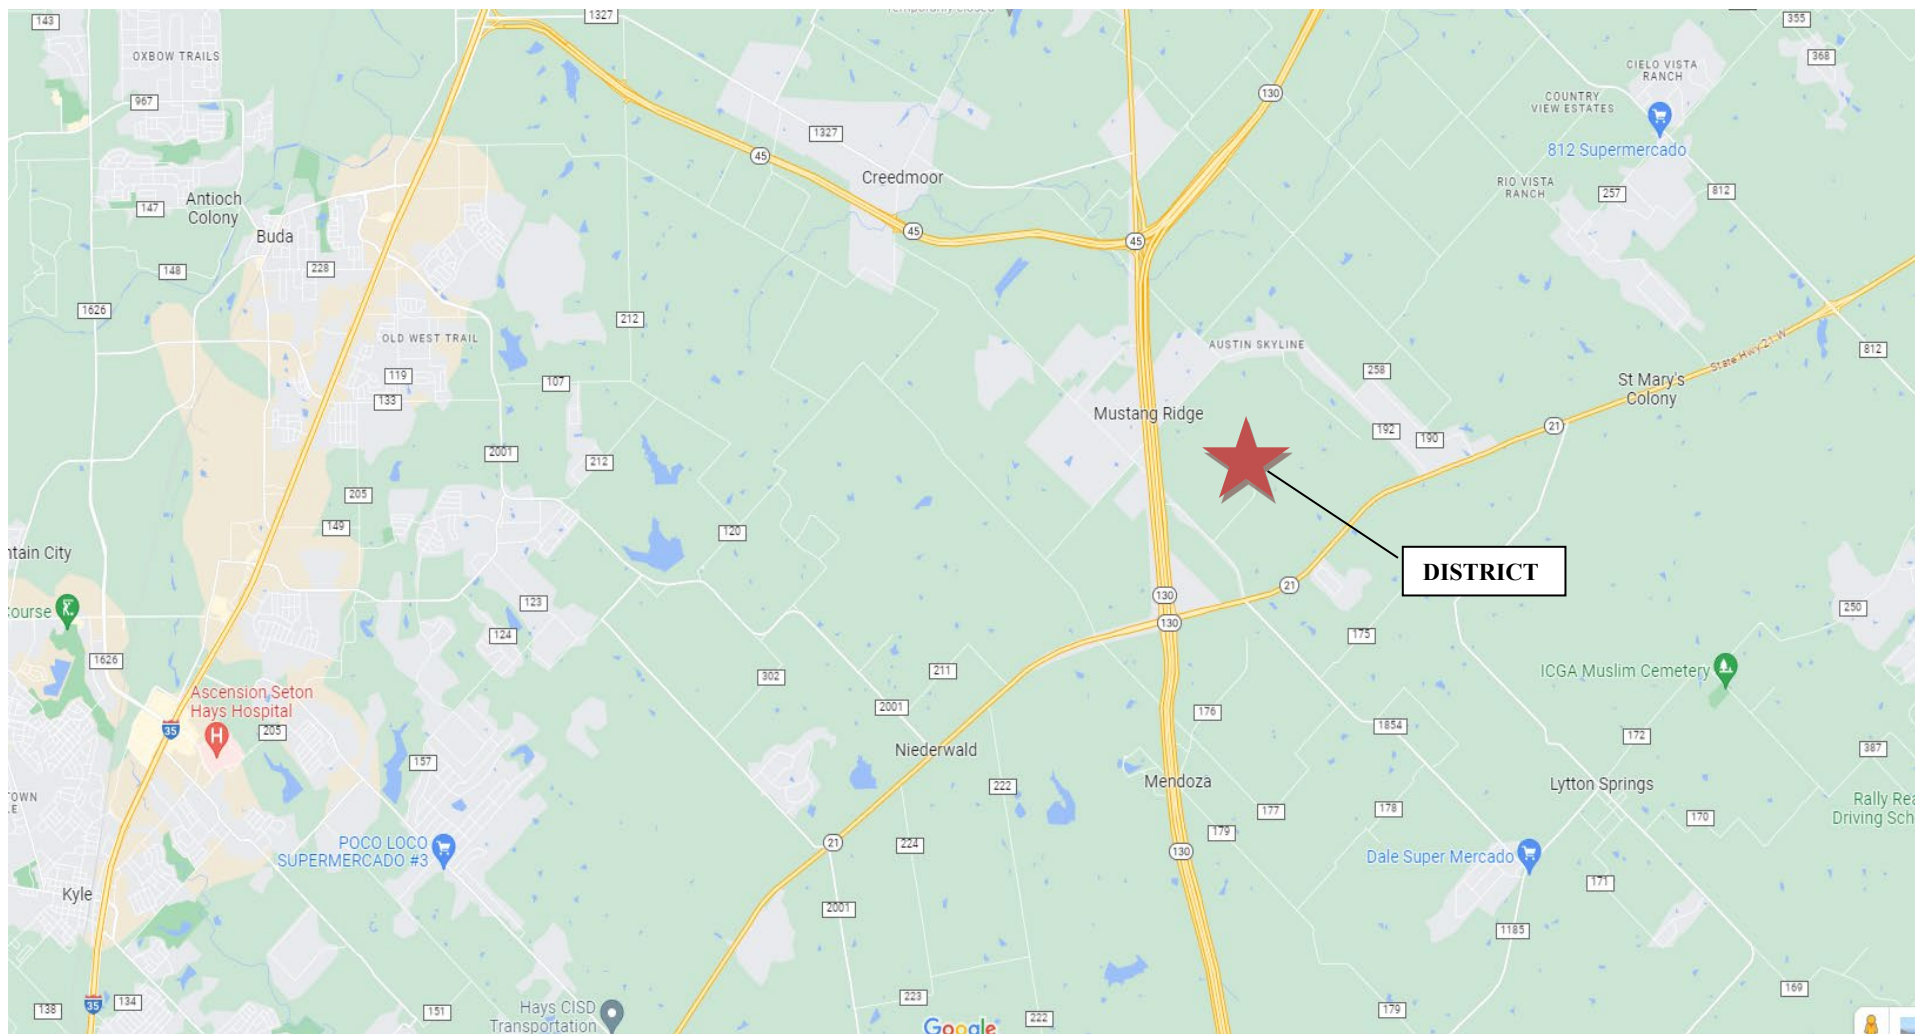 143
1327
Temporarily closed
355
OXBOW TRAILS
368
CIELO VISTA
RANCH
130
967
COUNTRY
VIEW ESTATES
1327
45
812 Supermercado
Creedmoor
RIO VISTA
RANCH
257
812
147
Antioch
Colony
Buda
45
45
148
228
1626
212
State Hwy 21 W
OLD WEST TRAIL
AUSTIN SKYLINE
812
119
107
258
St Mary's
Colony
133
Mustang Ridge
21
192
190
2001
212
205
149
120
ntain City
DISTRICT
21
130
123
Course
250
130
124
175
1626
211
302
ICGA Muslim Cemetery
Ascension Seton
Hays Hospital
2001
176
35
205
1854
172
Niederwald
387
157
Mendoza
222
Lytton Springs
TOWN
LE
178
177
Rally Rea
Driving Sch
170
179
POCO LOCO
SUPERMERCADO #3
21
224
130
Dale Super Mercado
171
Kyle
2001
1185
169
223
35
134
138
151
Hays CISD
Transportation
222
179
Google